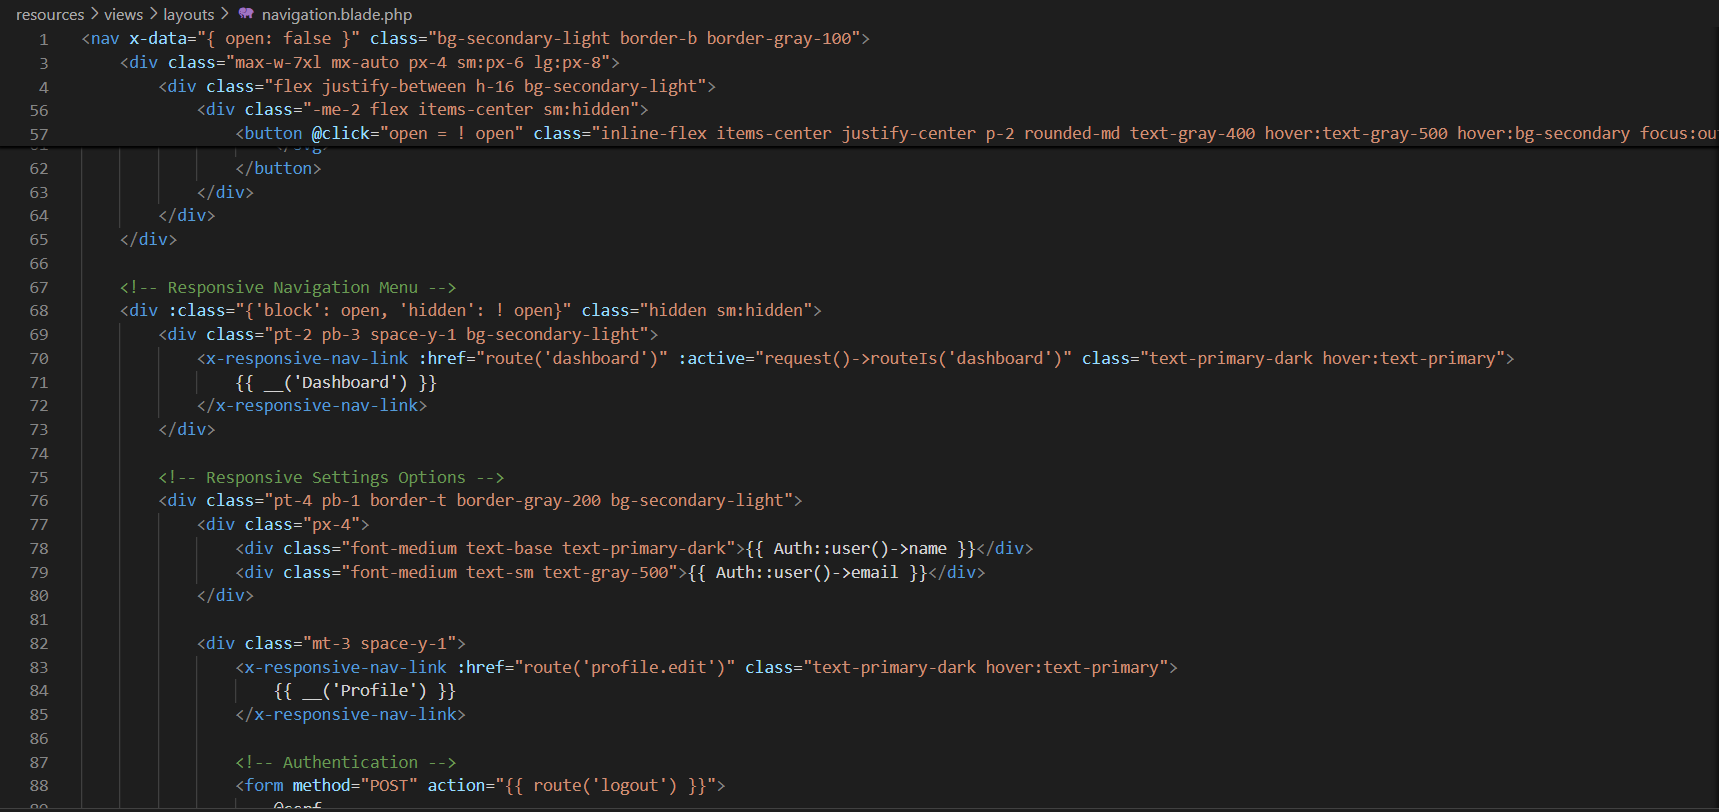 resources > views > layouts > navigation.blade.php
1 <nav x-data="{ open: false }" class="bg-secondary-light border-b border-gray-100">
3 <div class="max-w-7xl mx-auto px-4 sm:px-6 lg:px-8">
4 <div class="flex justify-between h-16 bg-secondary-light">
56 <div class="-me-2 flex items-center sm:hidden">
57 <button @click="open = ! open" class="inline-flex items-center justify-center p-2 rounded-md text-gray-400 hover:text-gray-500 hover:bg-secondary focus:ou
62 </button>
63 </div>
64 </div>
65 </div>
66
67 <!-- Responsive Navigation Menu -->
68 <div :class="{'block': open, 'hidden': ! open}" class="hidden sm:hidden">
69 <div class="pt-2 pb-3 space-y-1 bg-secondary-light">
70 <x-responsive-nav-link :href="route('dashboard')" :active="request()->routeIs('dashboard')" class="text-primary-dark hover:text-primary">
71 {{ __('Dashboard') }}
72 </x-responsive-nav-link>
73 </div>
74
75 <!-- Responsive Settings Options -->
76 <div class="pt-4 pb-1 border-t border-gray-200 bg-secondary-light">
77 <div class="px-4">
78 <div class="font-medium text-base text-primary-dark">{{ Auth::user()->name }}</div>
79 <div class="font-medium text-sm text-gray-500">{{ Auth::user()->email }}</div>
80 </div>
81
82 <div class="mt-3 space-y-1">
83 <x-responsive-nav-link :href="route('profile.edit')" class="text-primary-dark hover:text-primary">
84 {{ __('Profile') }}
85 </x-responsive-nav-link>
86
87 <!-- Authentication -->
88 <form method="POST" action="{{ route('logout') }}">